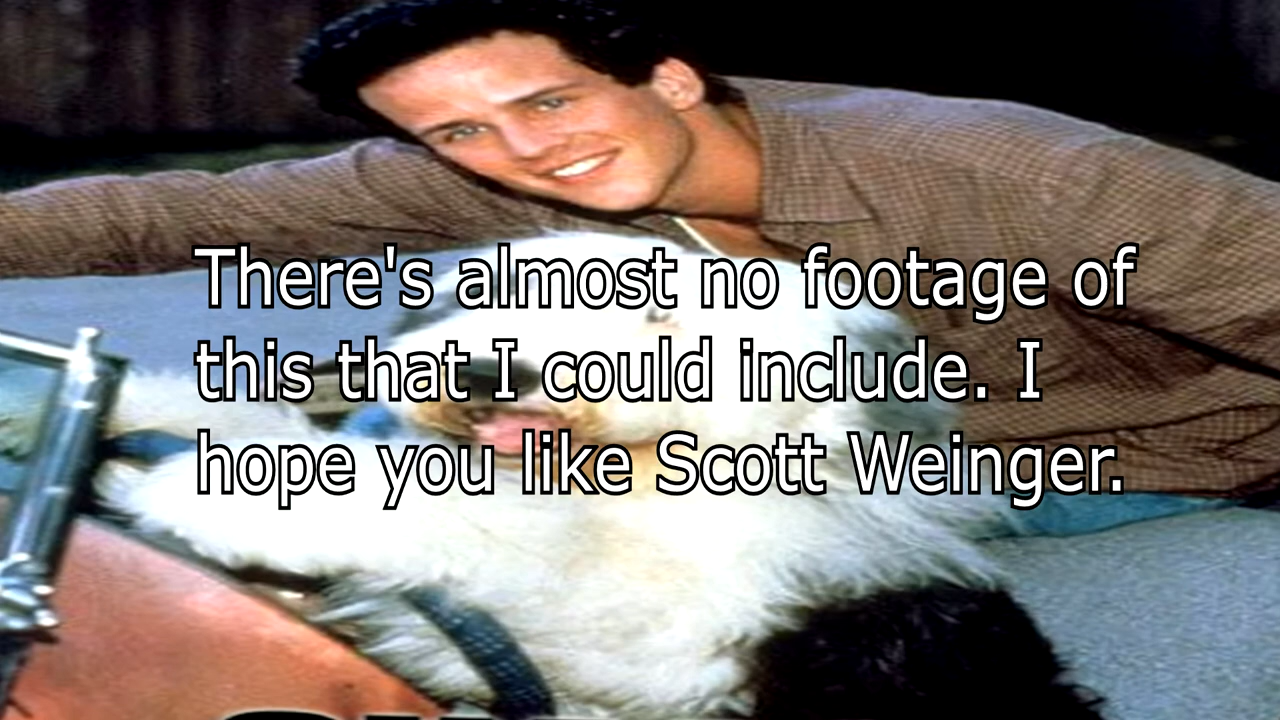 There's almost no footage of
this that I could include. I
hope you like Scott Weinger.